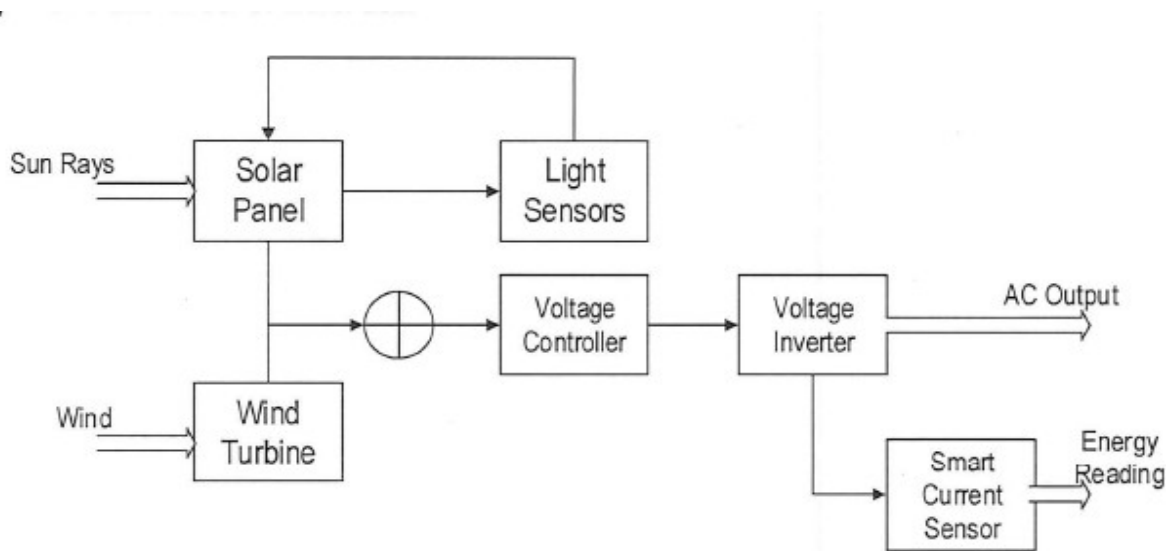 Sun Rays
Solar
Panel
Light
Sensors
Voltage
Controller
Voltage
Inverter
AC Output
Wind
Wind
Turbine
Smart
Current
Sensor
Energy
Reading